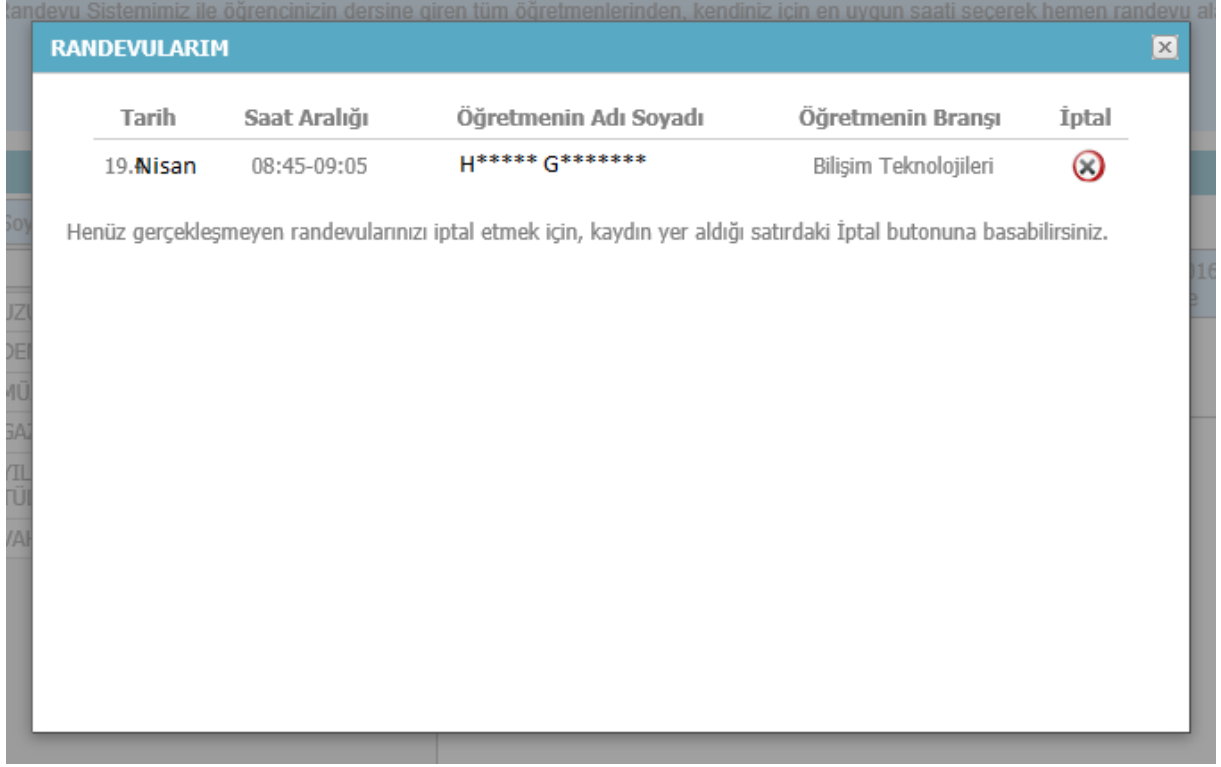 Randevu Sistemimiz ile öğrencinizin dersine giren tüm öğretmenlerinden, kendiniz için en uygun saati seçerek hemen randevu ala
RANDEVULARIM
Tarih Saat Aralığı Öğretmenin Adı Soyadı Öğretmenin Branşı İptal
19.Nisan 08:45-09:05 H***** G******* Bilişim Teknolojileri
Henüz gerçekleşmeyen randevularınızı iptal etmek için, kaydın yer aldığı satırdaki İptal butonuna basabilirsiniz.